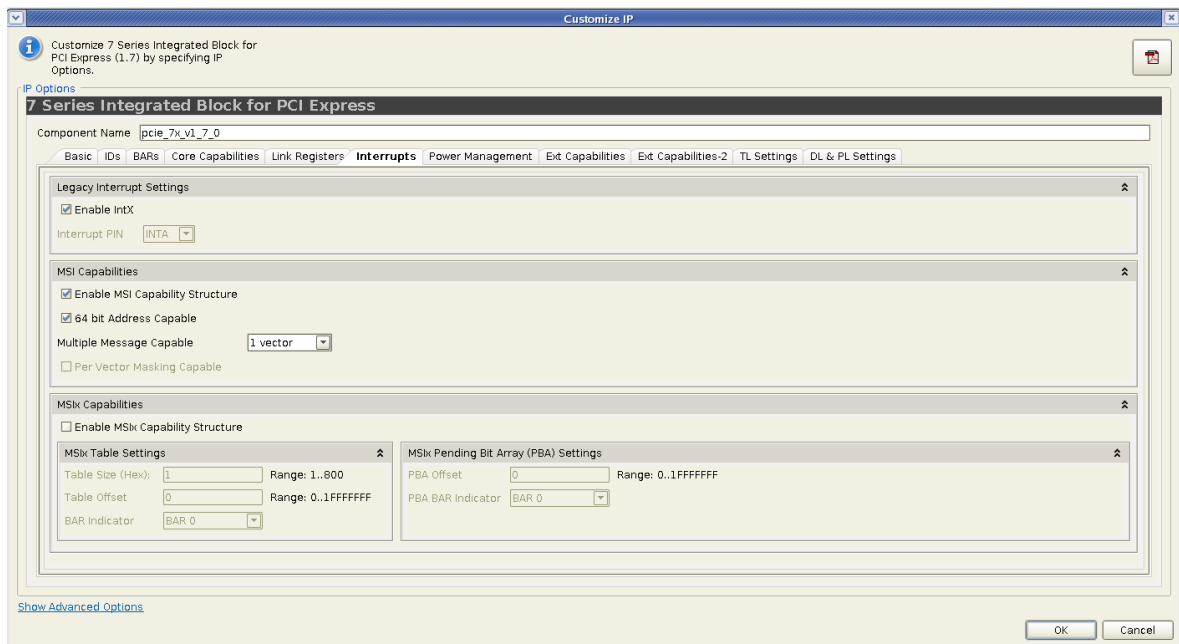 Customize IP
Customize 7 Series Integrated Block for
PCI Express (1.7) by specifying IP
Options.
IP Options
7 Series Integrated Block for PCI Express
Component Name pcie_7x_v1_7_0
Basic IDs BARs Core Capabilities Link Registers Interrupts Power Management Ext Capabilities Ext Capabilities-2 TL Settings DL & PL Settings
Legacy Interrupt Settings
Enable IntX
Interrupt PIN INTA
MSI Capabilities
Enable MSI Capability Structure
64 bit Address Capable
Multiple Message Capable 1 vector
Per Vector Masking Capable
MSIx Capabilities
Enable MSIx Capability Structure
MSIx Table Settings
Table Size (Hex): 1 Range: 1..800
Table Offset 0 Range: 0..1FFFFFFF
BAR Indicator BAR 0
MSIx Pending Bit Array (PBA) Settings
PBA Offset 0 Range: 0..1FFFFFFF
PBA BAR Indicator BAR 0
Show Advanced Options
OK Cancel